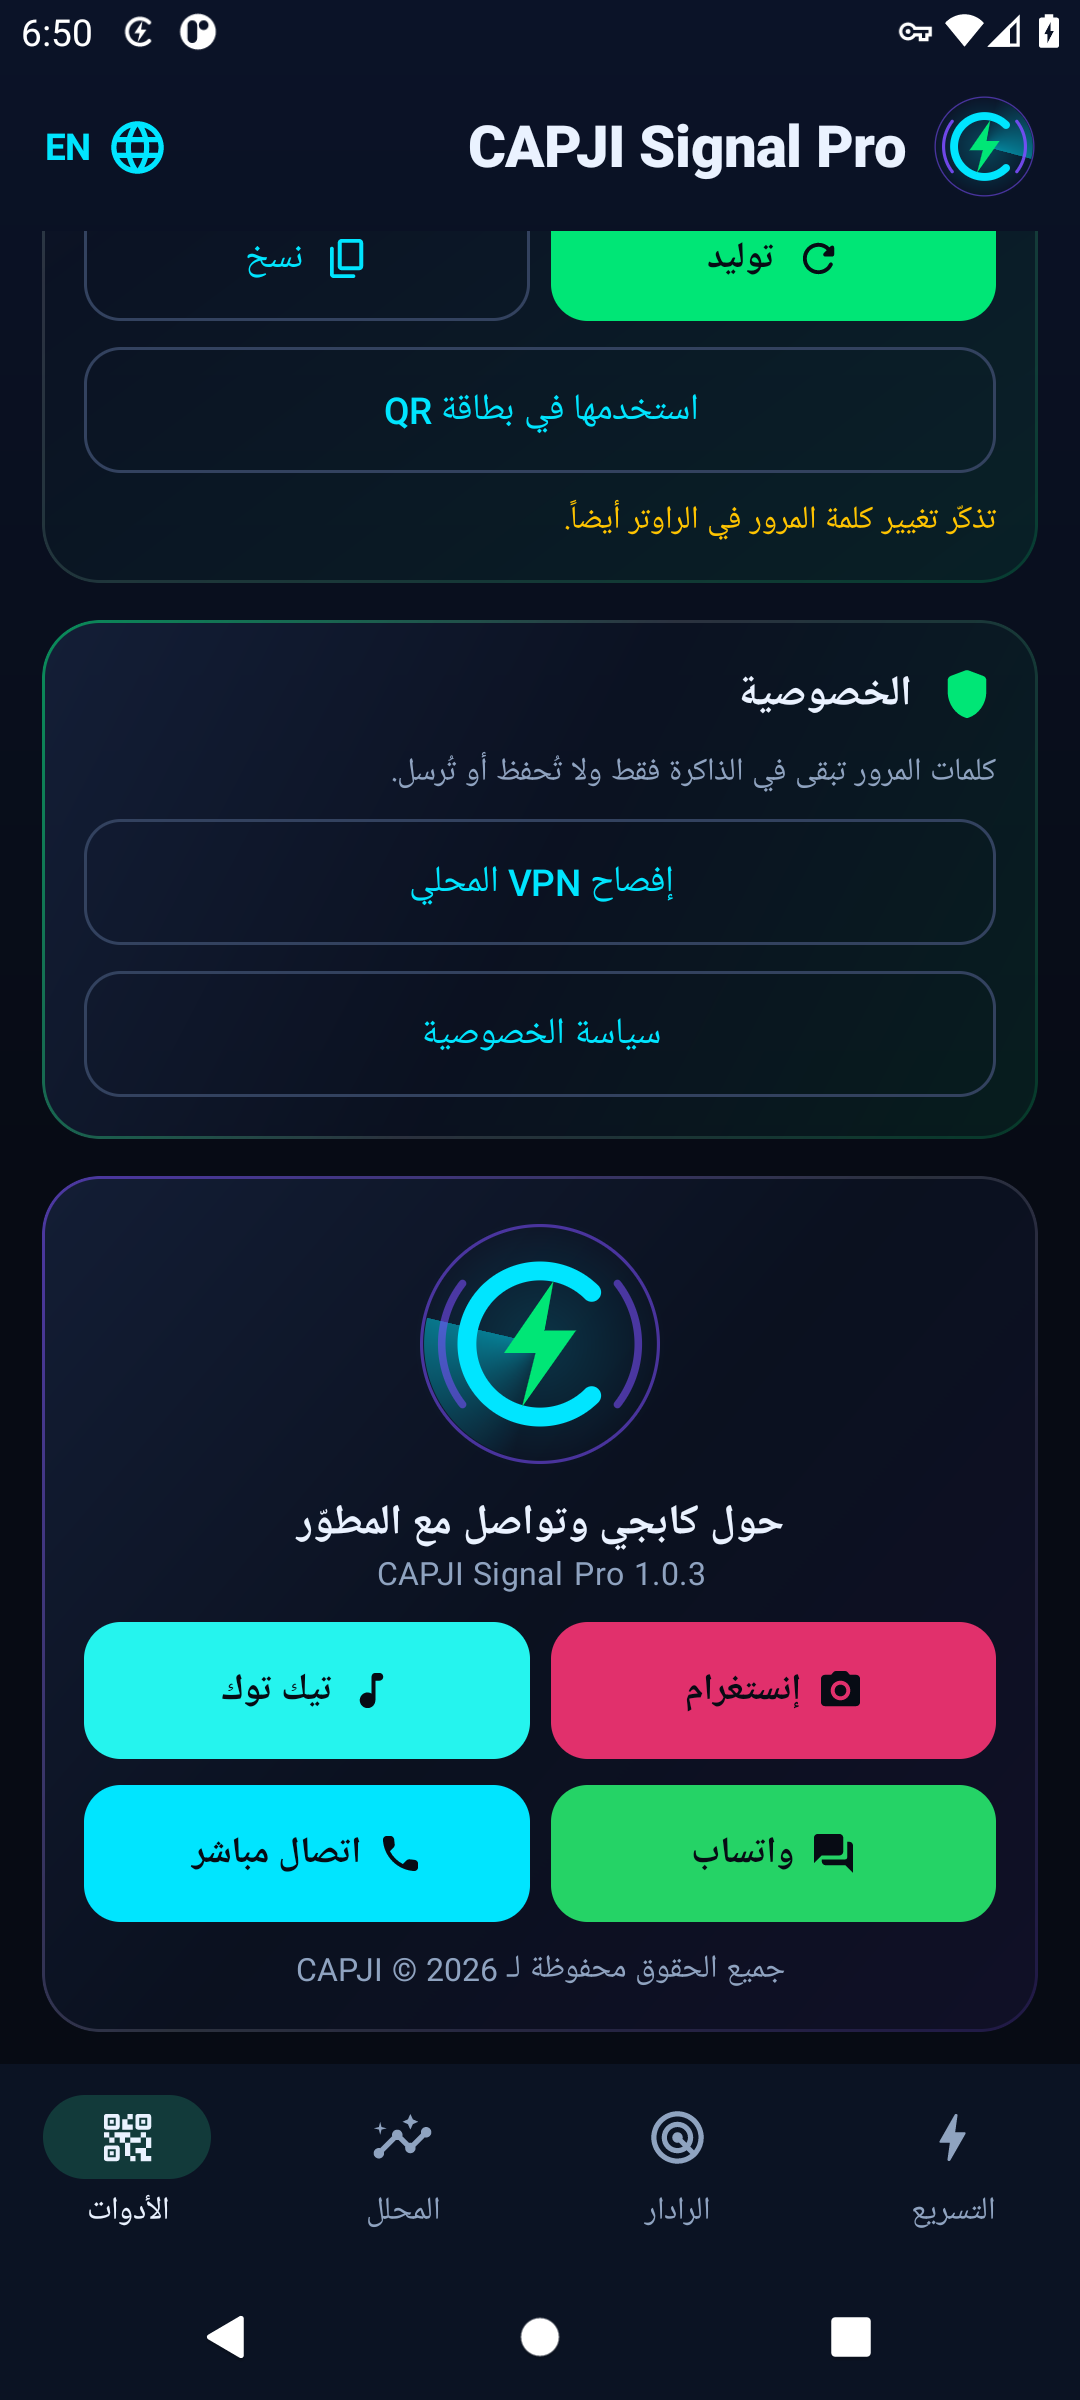 6:50
CAPJI Signal Pro
EN
توليد
نسخ
استخدمها في بطاقة QR
تذكّر تغيير كلمة المرور في الراوتر أيضاً.
الخصوصية
كلمات المرور تبقى في الذاكرة فقط ولا تُحفظ أو تُرسل.
إفصاح VPN المحلي
سياسة الخصوصية
حول كابجي وتواصل مع المطوّر
CAPJI Signal Pro 1.0.3
إنستغرام
تيك توك
واتساب
اتصال مباشر
جميع الحقوق محفوظة لـ CAPJI © 2026
التسريع
الرادار
المحلل
الأدوات